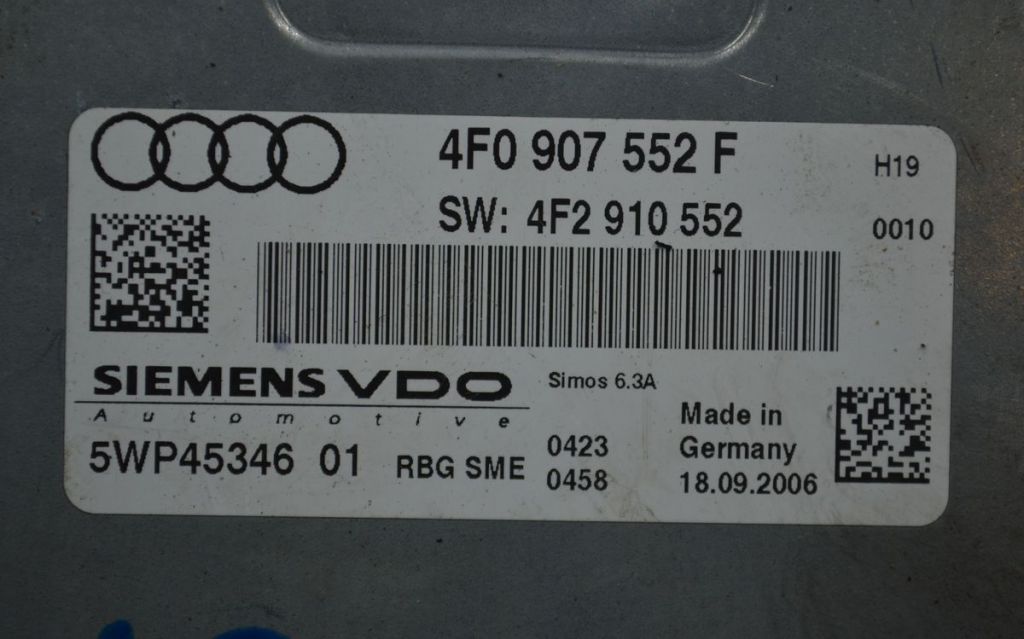 4F0 907 552 F H19
SW: 4F2 910 552 0010
SIEMENS VDO Simos 6.3A
Automotive
5WP45346 01 RBG SME
0423
0458
Made in
Germany
18.09.2006